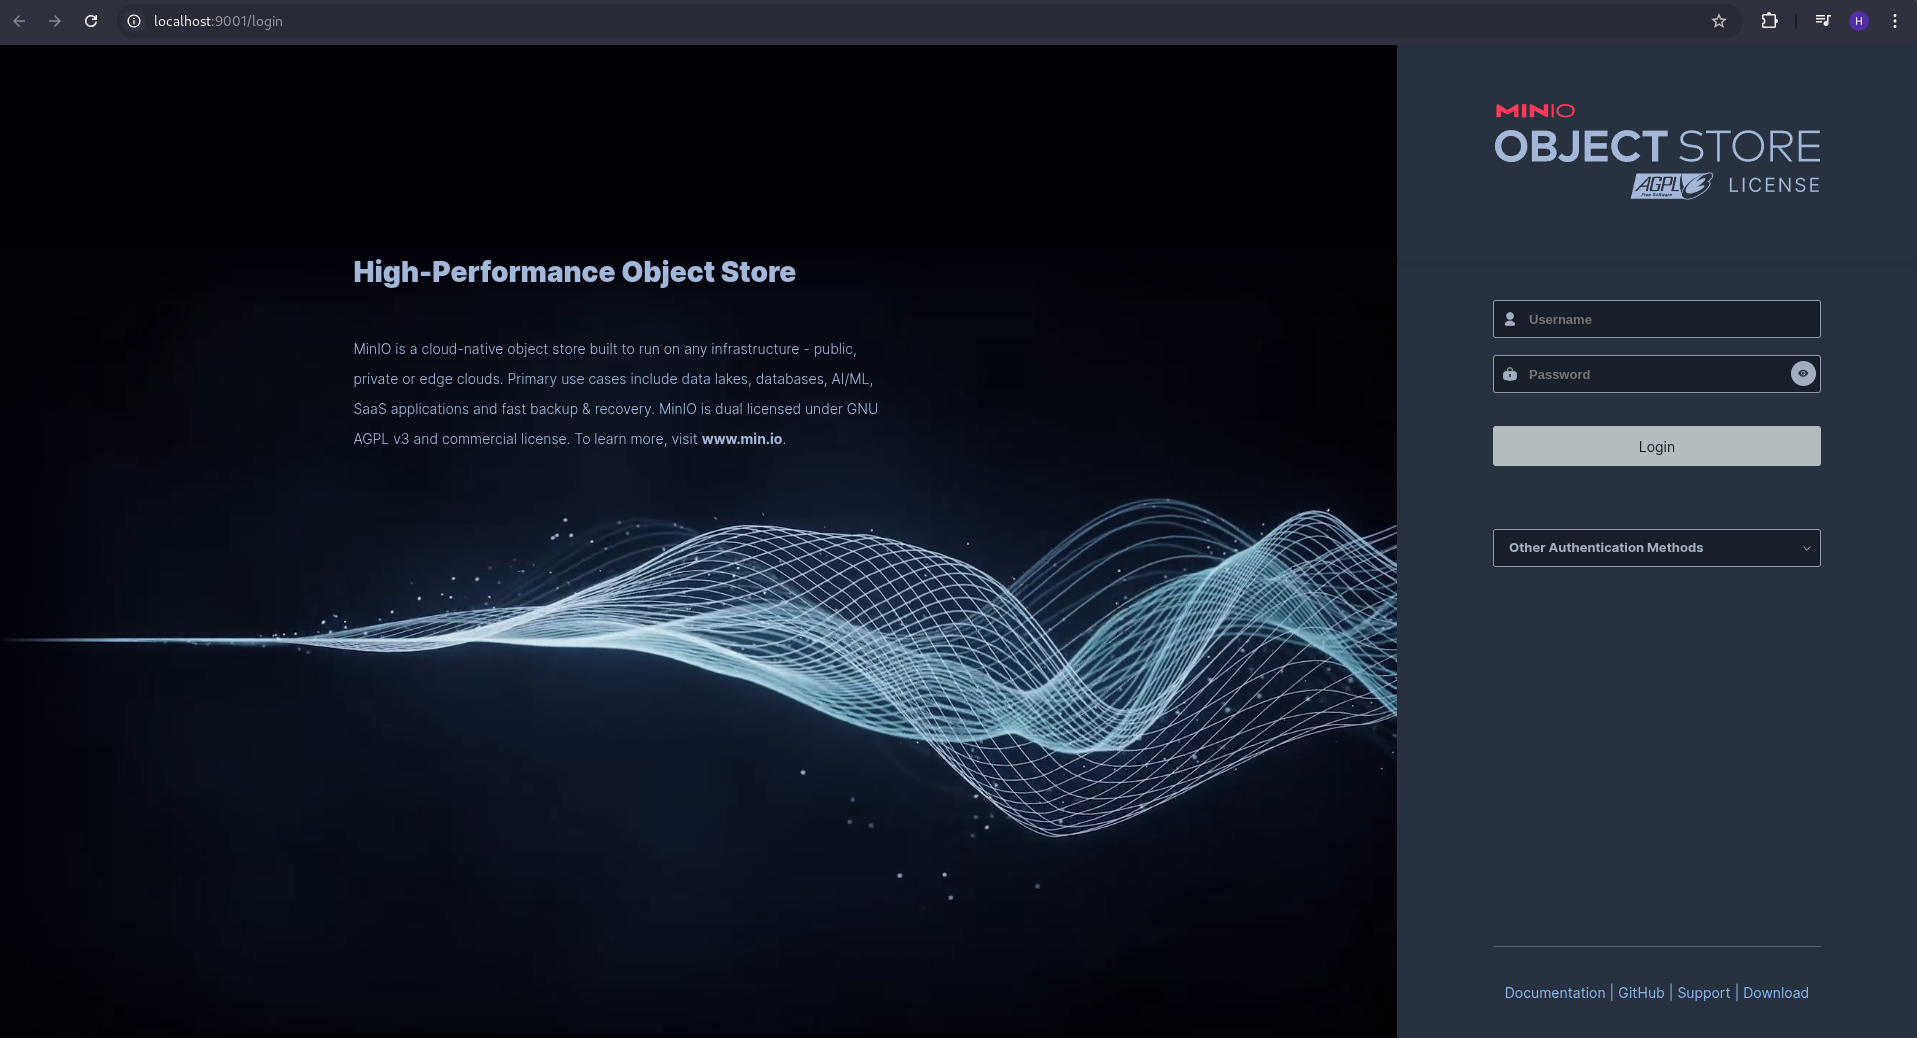 localhost:9001/login
H
MINIO
OBJECT STORE
AGPL LICENSE
Free Software
High-Performance Object Store
MinIO is a cloud-native object store built to run on any infrastructure - public,
private or edge clouds. Primary use cases include data lakes, databases, AI/ML,
SaaS applications and fast backup & recovery. MinIO is dual licensed under GNU
AGPL v3 and commercial license. To learn more, visit www.min.io.
Username
Password
Login
Other Authentication Methods
Documentation | GitHub | Support | Download